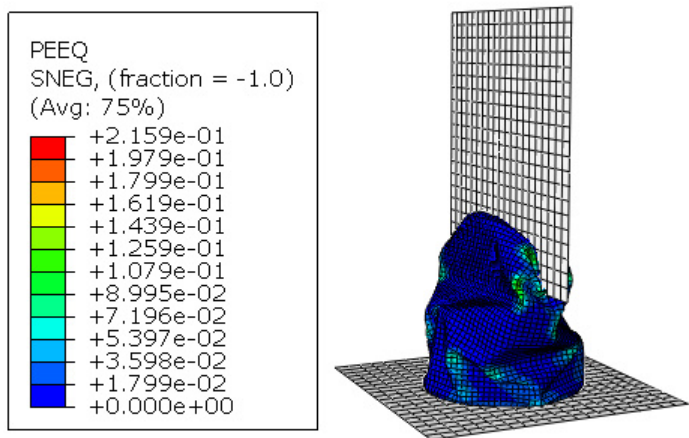 PEEQ
SNEG, (fraction = -1.0)
(Avg: 75%)
+2.159e-01
+1.979e-01
+1.799e-01
+1.619e-01
+1.439e-01
+1.259e-01
+1.079e-01
+8.995e-02
+7.196e-02
+5.397e-02
+3.598e-02
+1.799e-02
+0.000e+00